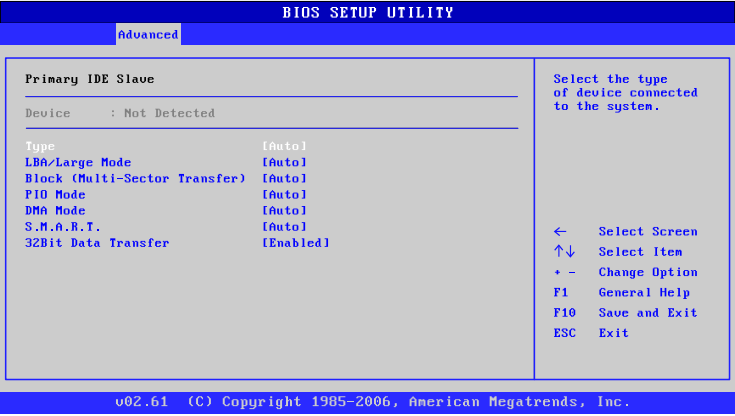 BIOS SETUP UTILITY
Advanced
Primary IDE Slave
Device : Not Detected
Type [Auto]
LBA/Large Mode [Auto]
Block (Multi-Sector Transfer) [Auto]
PIO Mode [Auto]
DMA Mode [Auto]
S.M.A.R.T. [Auto]
32Bit Data Transfer [Enabled]
Select the type
of device connected
to the system.
← Select Screen
↑↓ Select Item
+ - Change Option
F1 General Help
F10 Save and Exit
ESC Exit
v02.61 (C) Copyright 1985-2006, American Megatrends, Inc.